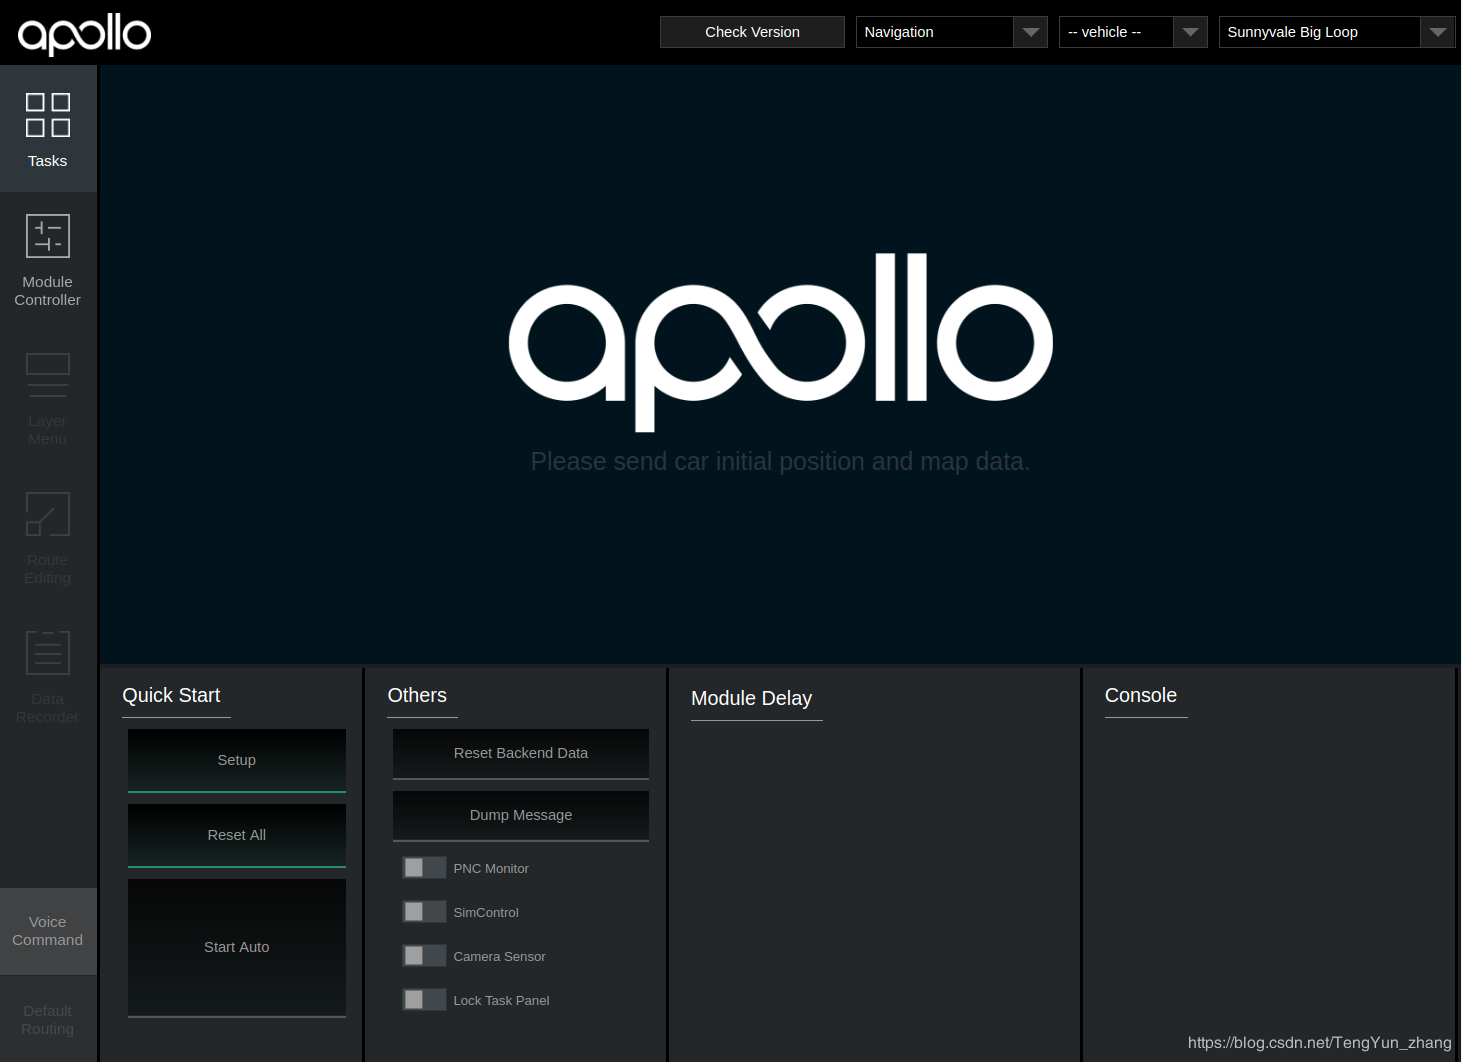 apollo
Check Version
Navigation
-- vehicle --
Sunnyvale Big Loop
Tasks
Module
Controller
Layer
Menu
Route
Editing
Data
Recorder
Voice
Command
Default
Routing
apollo
Please send car initial position and map data.
Quick Start
Setup
Reset All
Start Auto
Others
Reset Backend Data
Dump Message
PNC Monitor
SimControl
Camera Sensor
Lock Task Panel
Module Delay
Console
https://blog.csdn.net/TengYun_zhang